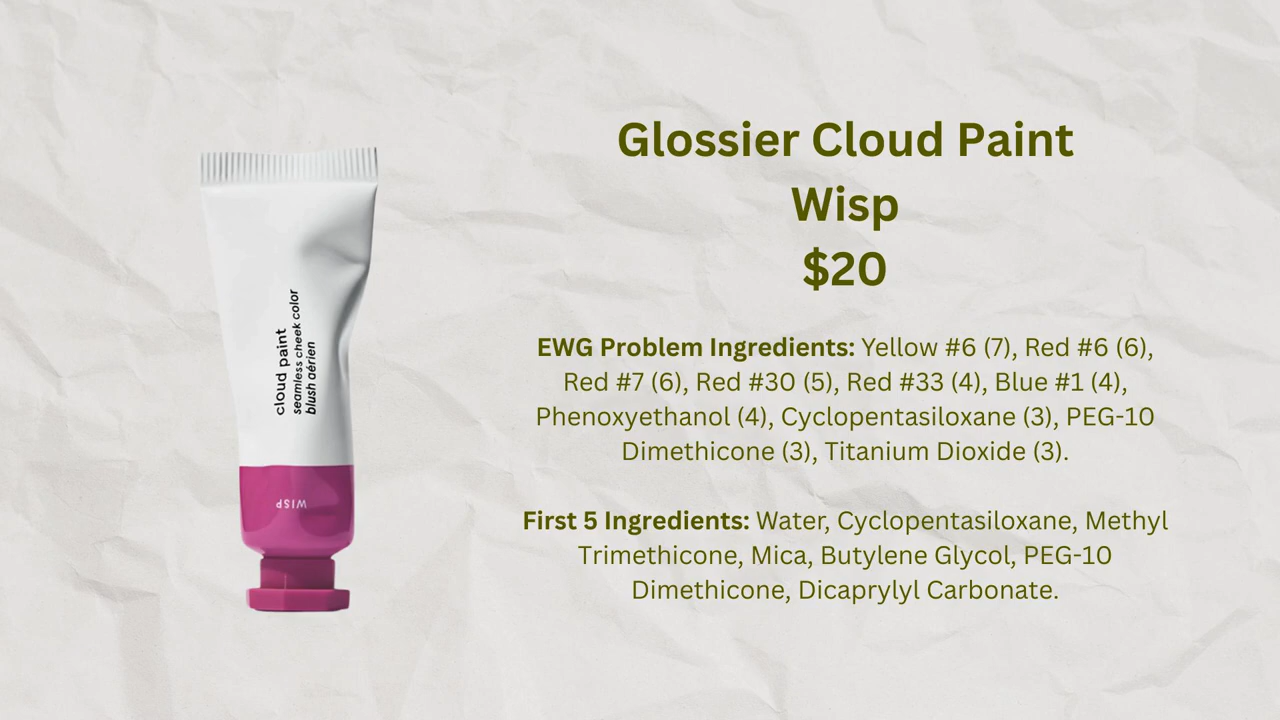 cloud paint
seamless cheek color
blush aérien
WISP
Glossier Cloud Paint
Wisp
$20
EWG Problem Ingredients: Yellow #6 (7), Red #6 (6),
Red #7 (6), Red #30 (5), Red #33 (4), Blue #1 (4),
Phenoxyethanol (4), Cyclopentasiloxane (3), PEG-10
Dimethicone (3), Titanium Dioxide (3).
First 5 Ingredients: Water, Cyclopentasiloxane, Methyl
Trimethicone, Mica, Butylene Glycol, PEG-10
Dimethicone, Dicaprylyl Carbonate.